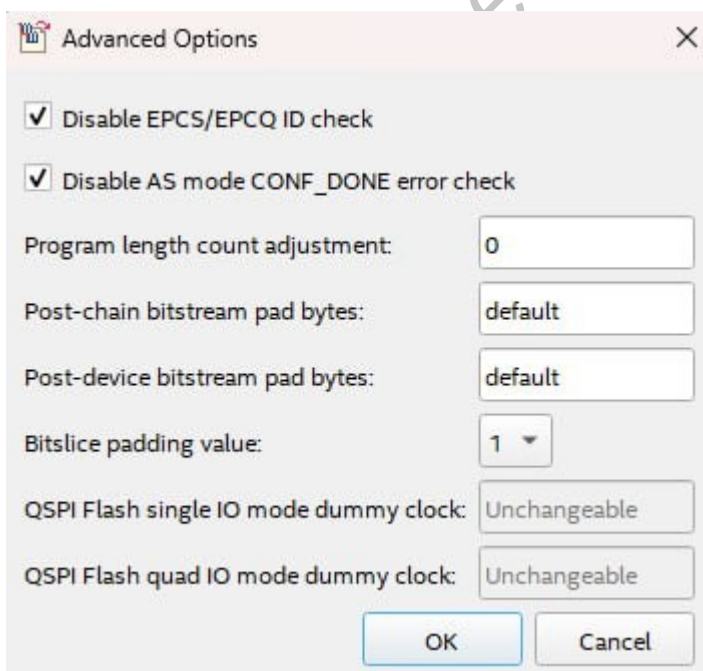 Advanced Options
Disable EPCS/EPCQ ID check
Disable AS mode CONF_DONE error check
Program length count adjustment: 0
Post-chain bitstream pad bytes: default
Post-device bitstream pad bytes: default
Bitslice padding value: 1
QSPI Flash single IO mode dummy clock: Unchangeable
QSPI Flash quad IO mode dummy clock: Unchangeable
OK Cancel